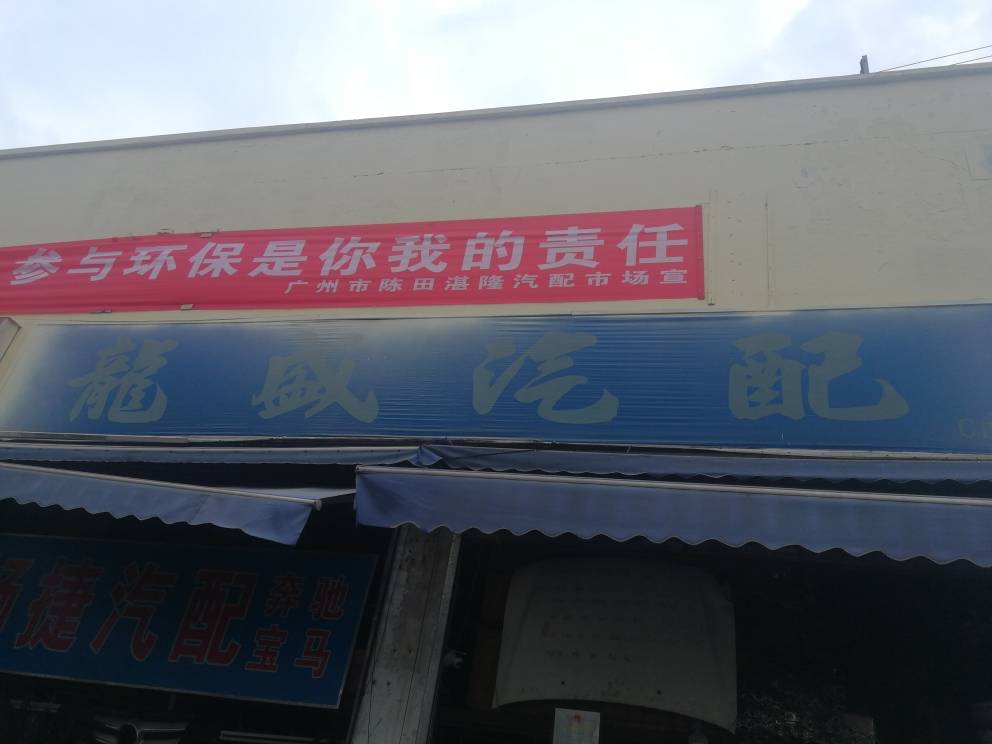 参与环保是你我的责任
广州市陈田湛隆汽配市场宣
龍盛汽配
捷汽配
奔驰
宝马